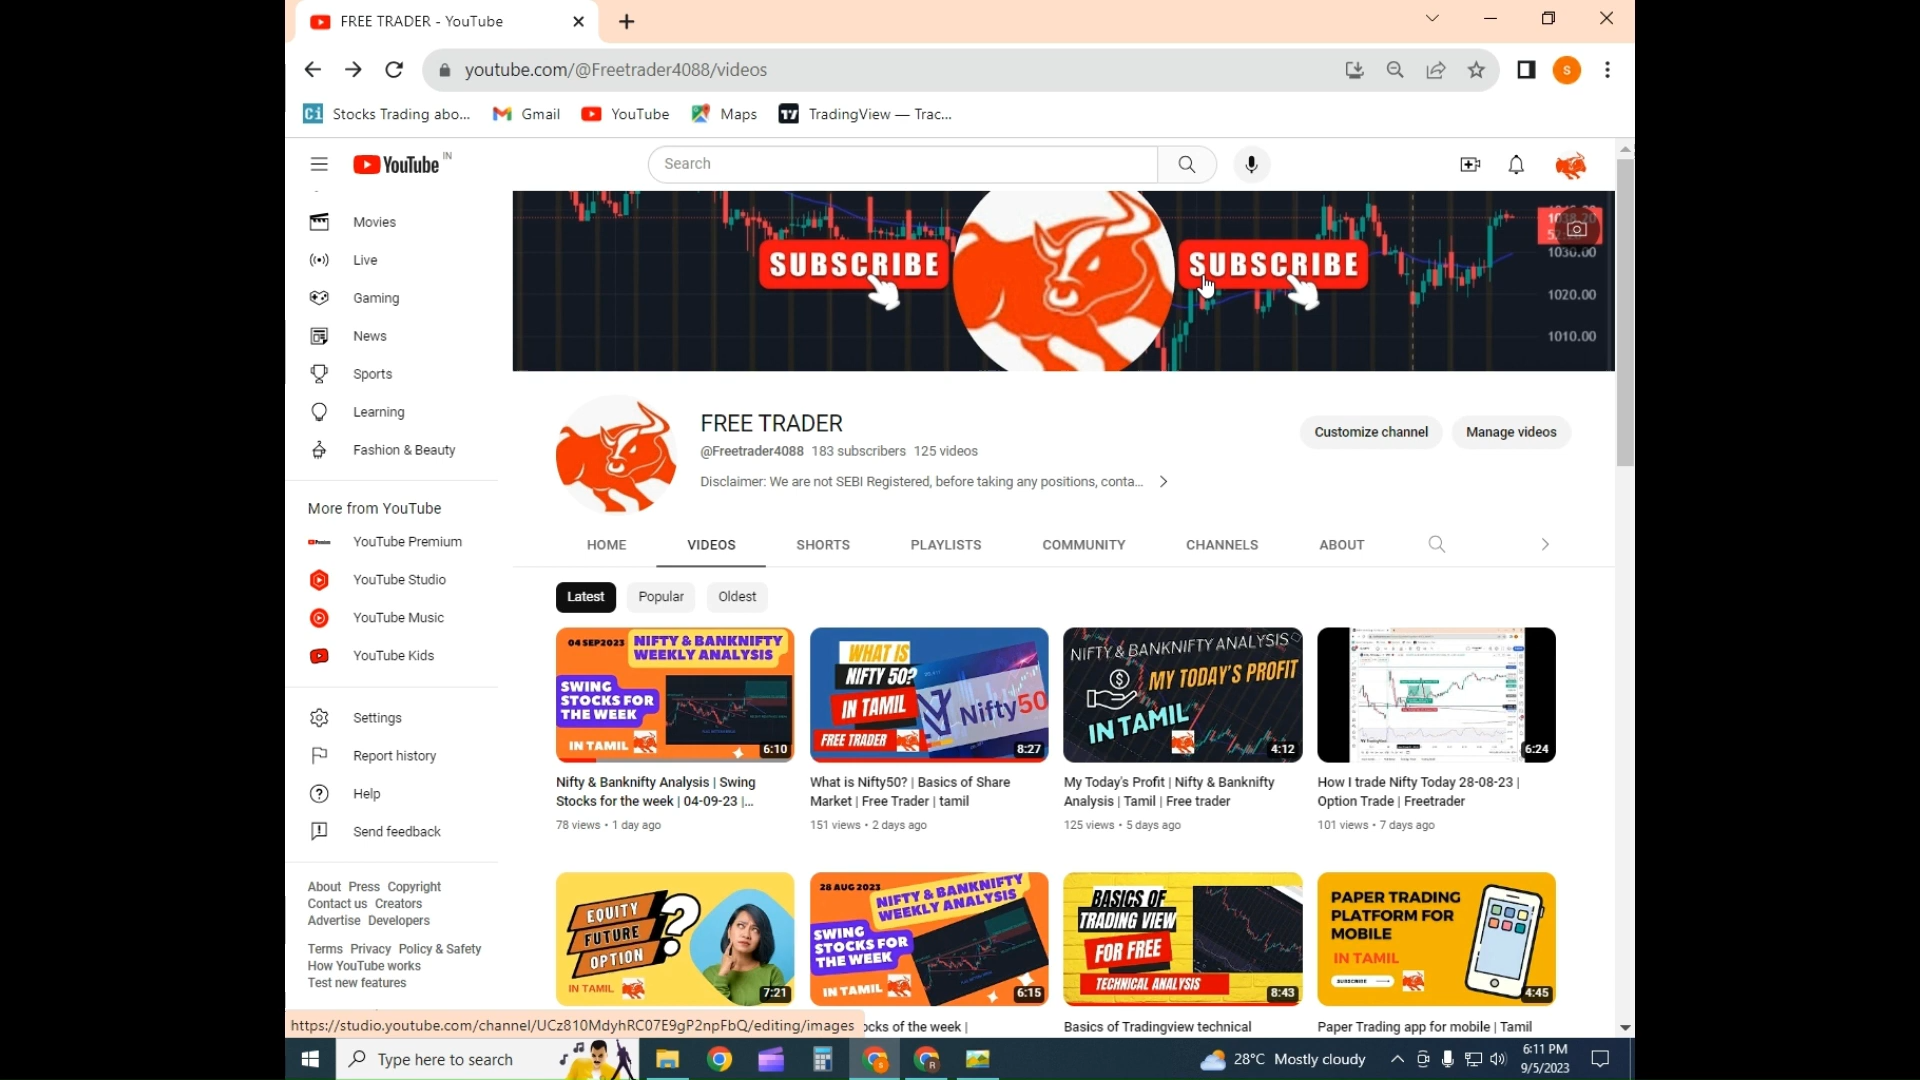 FREE TRADER - YouTube
youtube.com/@Freetrader4088/videos
Ci Stocks Trading abo...
Gmail
YouTube
Maps
TradingView — Trac...
YouTube IN
Search
S
Movies
Live
Gaming
News
Sports
Learning
Fashion & Beauty
More from YouTube
YouTube Premium
YouTube Studio
YouTube Music
YouTube Kids
Settings
Report history
Help
Send feedback
About Press Copyright
Contact us Creators
Advertise Developers
Terms Privacy Policy & Safety
How YouTube works
Test new features
SUBSCRIBE
SUBSCRIBE
1030.00
1020.00
1010.00
FREE TRADER
@Freetrader4088 183 subscribers 125 videos
Disclaimer: We are not SEBI Registered, before taking any positions, conta...
Customize channel
Manage videos
HOME
VIDEOS
SHORTS
PLAYLISTS
COMMUNITY
CHANNELS
ABOUT
Latest
Popular
Oldest
04 SEP2023 NIFTY & BANKNIFTY
WEEKLY ANALYSIS
SWING
STOCKS FOR
THE WEEK
IN TAMIL
6:10
Nifty & Banknifty Analysis | Swing
Stocks for the week | 04-09-23 |...
78 views • 1 day ago
WHAT IS
NIFTY 50?
IN TAMIL
FREE TRADER
Nifty50
8:27
What is Nifty50? | Basics of Share
Market | Free Trader | tamil
151 views • 2 days ago
NIFTY & BANKNIFTY ANALYSIS
MY TODAY'S PROFIT
IN TAMIL
4:12
My Today's Profit | Nifty & Banknifty
Analysis | Tamil | Free trader
125 views • 5 days ago
6:24
How I trade Nifty Today 28-08-23 |
Option Trade | Freetrader
101 views • 7 days ago
EQUITY
FUTURE
OPTION
?
IN TAMIL
7:21
28 AUG 2023
NIFTY & BANKNIFTY
WEEKLY ANALYSIS
SWING
STOCKS FOR
THE WEEK
IN TAMIL
6:15
ocks of the week |
BASICS OF
TRADING VIEW
FOR FREE
TECHNICAL ANALYSIS
8:43
Basics of Tradingview technical
PAPER TRADING
PLATFORM FOR
MOBILE
IN TAMIL
SUBSCRIBE
4:45
Paper Trading app for mobile | Tamil
https://studio.youtube.com/channel/UCz810MdyhRC07E9gP2npFbQ/editing/images
Type here to search
28°C Mostly cloudy
6:11 PM
9/5/2023